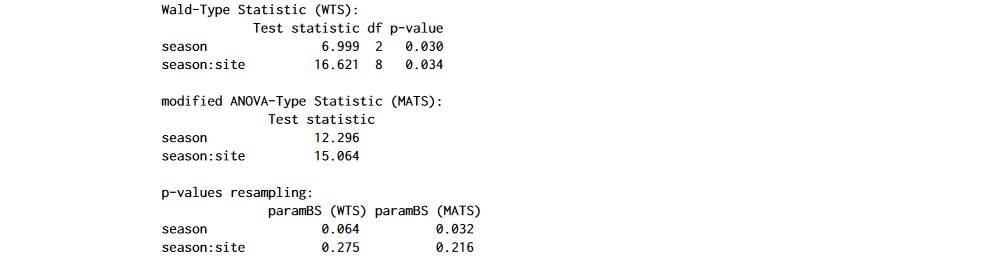 Wald-Type Statistic (WTS):
Test statistic df p-value
season 6.999 2 0.030
season:site 16.621 8 0.034
modified ANOVA-Type Statistic (MATS):
Test statistic
season 12.296
season:site 15.064
p-values resampling:
paramBS (WTS) paramBS (MATS)
season 0.064 0.032
season:site 0.275 0.216